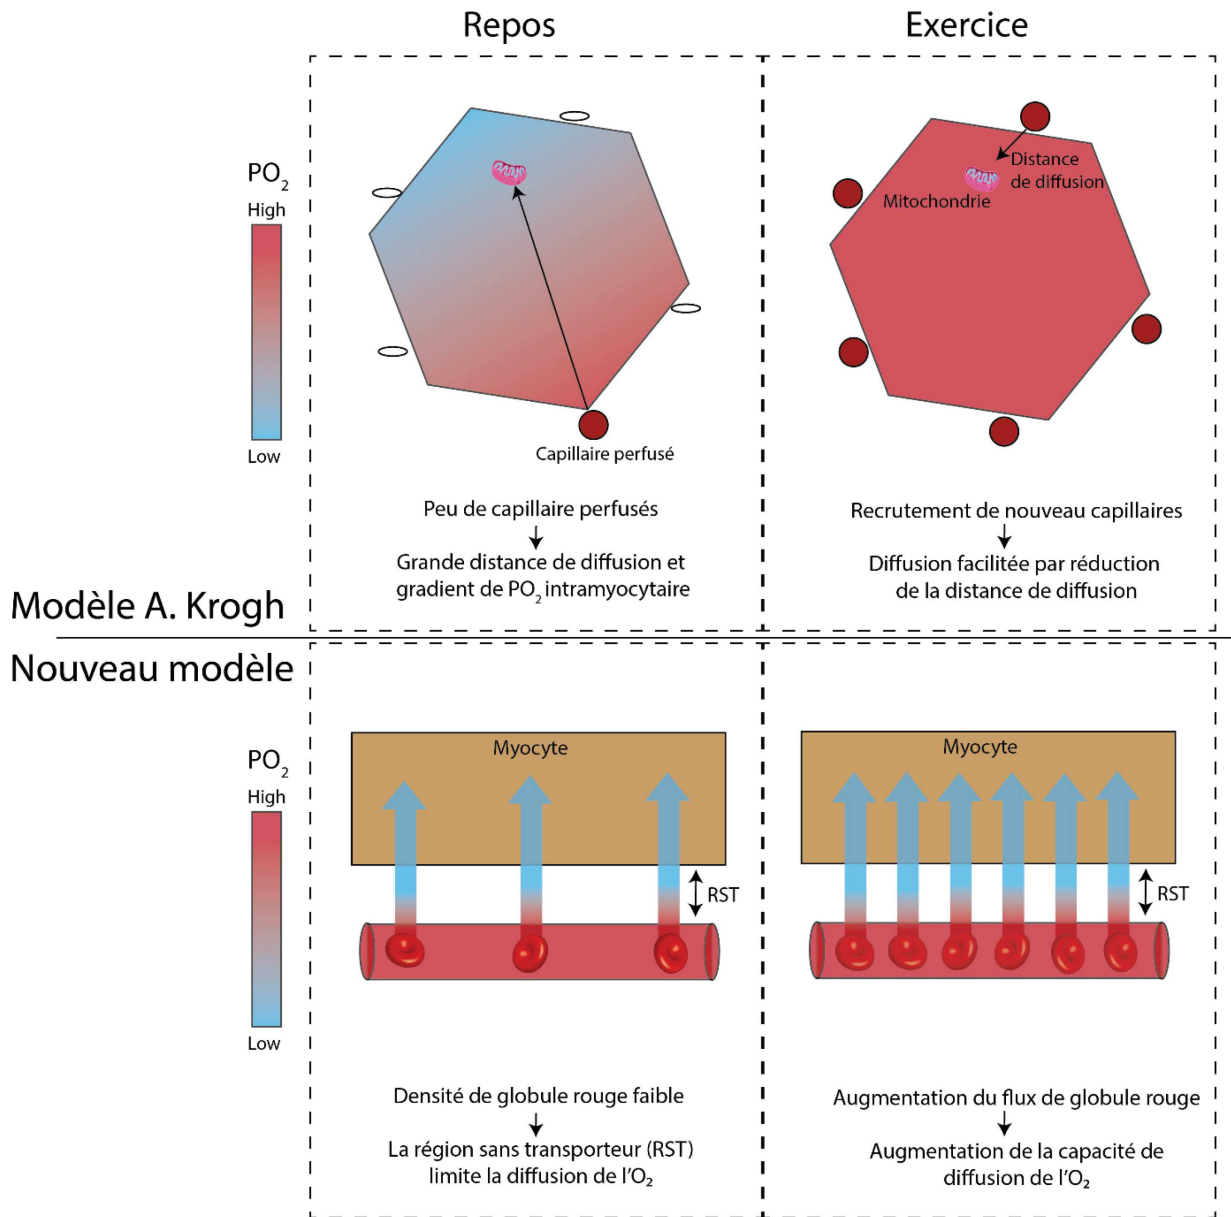 Repos
Exercice
PO₂
High
Low
Capillaire perfusé
Peu de capillaire perfusés
Grande distance de diffusion et
gradient de PO₂ intramyocytaire
Distance
de diffusion
Mitochondrie
Recrutement de nouveau capillaires
Diffusion facilitée par réduction
de la distance de diffusion
Modèle A. Krogh
Nouveau modèle
PO₂
High
Low
Myocyte
RST
Densité de globule rouge faible
La région sans transporteur (RST)
limite la diffusion de l'O₂
Myocyte
RST
Augmentation du flux de globule rouge
Augmentation de la capacité de
diffusion de l'O₂